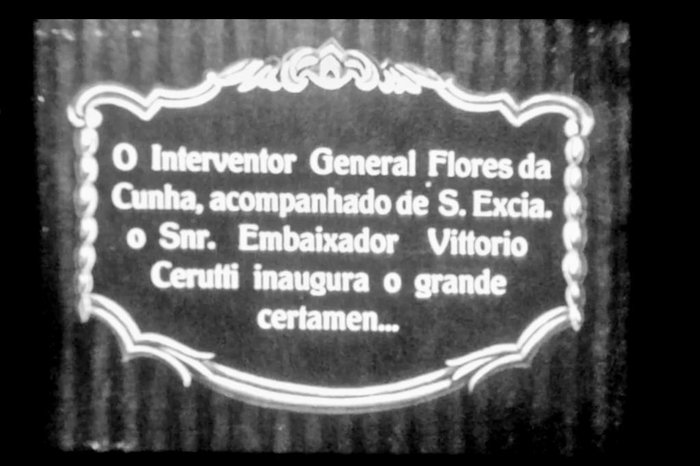 O Interventor General Flores da
Cunha, acompanhado de S. Excia.
o Snr. Embaixador Vittorio
Cerutti inaugura o grande
certamen...